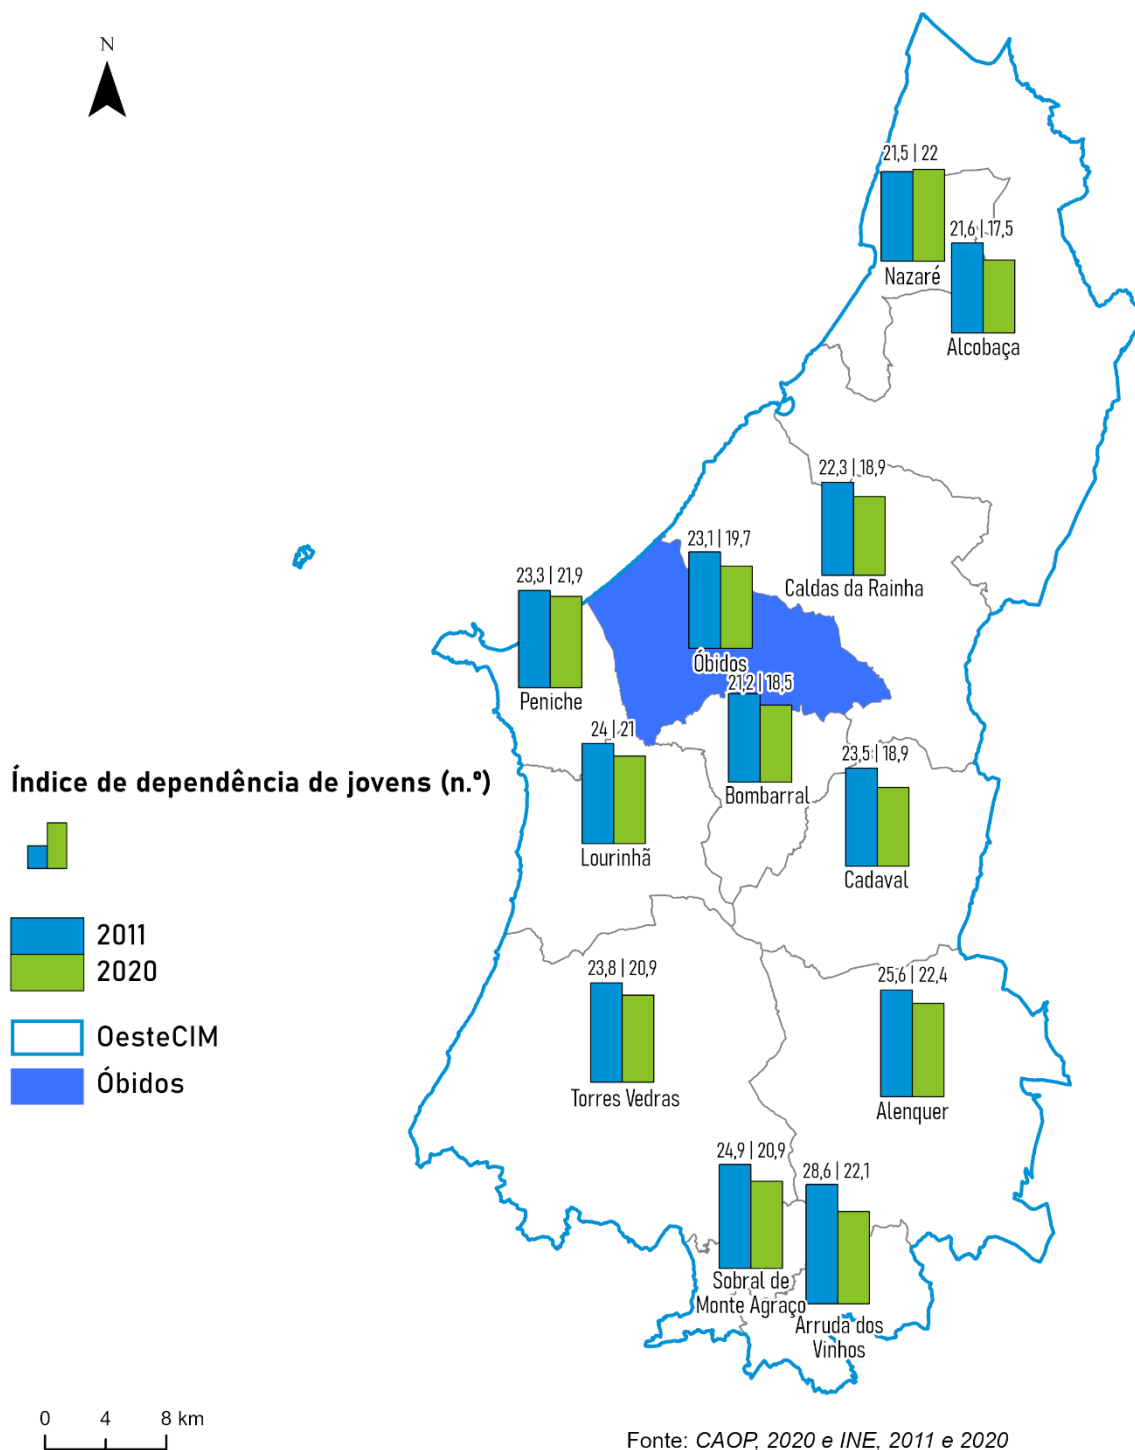 N
21,5 | 22
Nazaré
21,6 | 17,5
Alcobaça
22,3 | 18,9
Caldas da Rainha
23,1 | 19,7
Óbidos
23,3 | 21,9
Peniche
21,2 | 18,5
Bombarral
24 | 21
Lourinhã
23,5 | 18,9
Cadaval
Índice de dependência de jovens (n.º)
2011
2020
OesteCIM
Óbidos
23,8 | 20,9
Torres Vedras
25,6 | 22,4
Alenquer
24,9 | 20,9
Sobral de
Monte Agraço
28,6 | 22,1
Arruda dos
Vinhos
0 4 8 km
Fonte: CAOP, 2020 e INE, 2011 e 2020